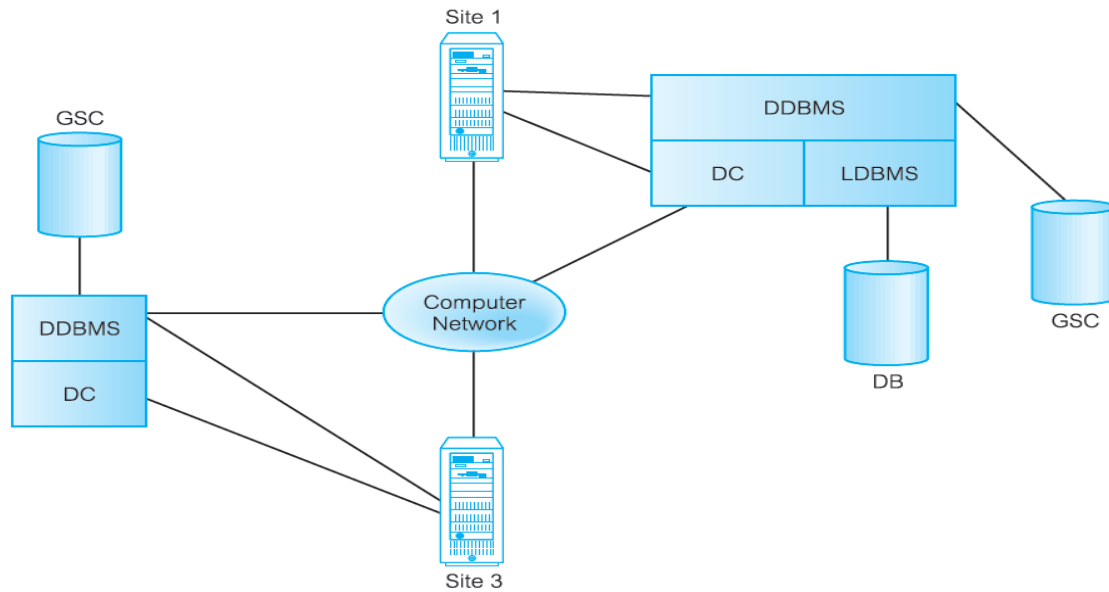 Site 1
GSC
DDBMS
DC
LDBMS
Computer
Network
DDBMS
DC
GSC
DB
Site 3